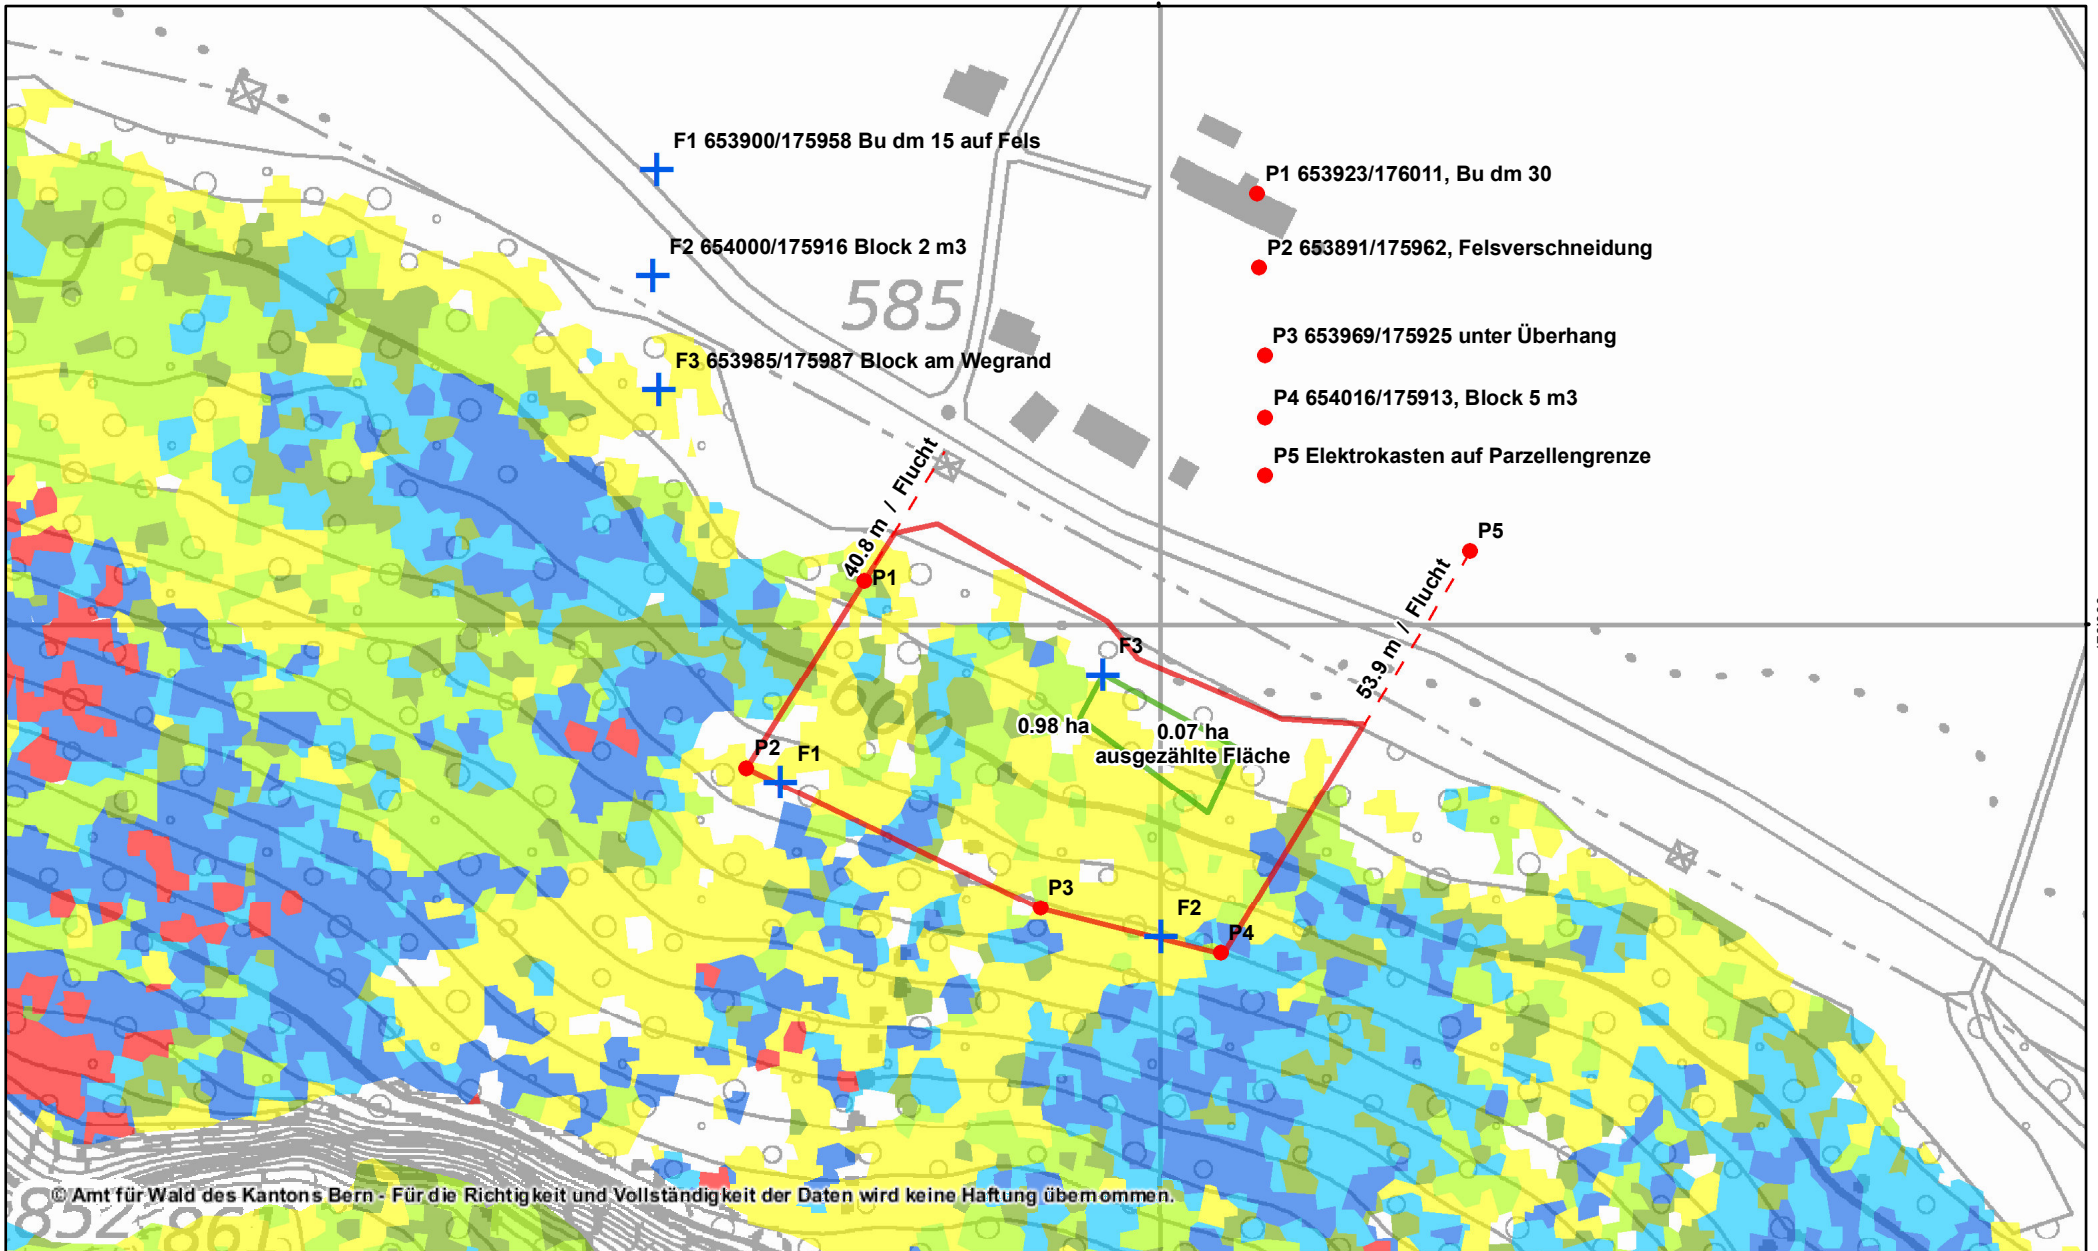 F1 653900/175958 Bu dm 15 auf Fels
P1 653923/176011, Bu dm 30
F2 654000/175916 Block 2 m3
P2 653891/175962, Felsverschneidung
585
P3 653969/175925 unter Überhang
F3 653985/175987 Block am Wegrand
P4 654016/175913, Block 5 m3
P5 Elektrokasten auf Parzellengrenze
40.8 m / Flucht
P5
P1
53.9 m / Flucht
F3
600
0.98 ha
0.07 ha
ausgezählte Fläche
P2
F1
P3
F2
P4
© Amt für Wald des Kantons Bern - Für die Richtigkeit und Vollständigkeit der Daten wird keine Haftung übernommen.
852
861